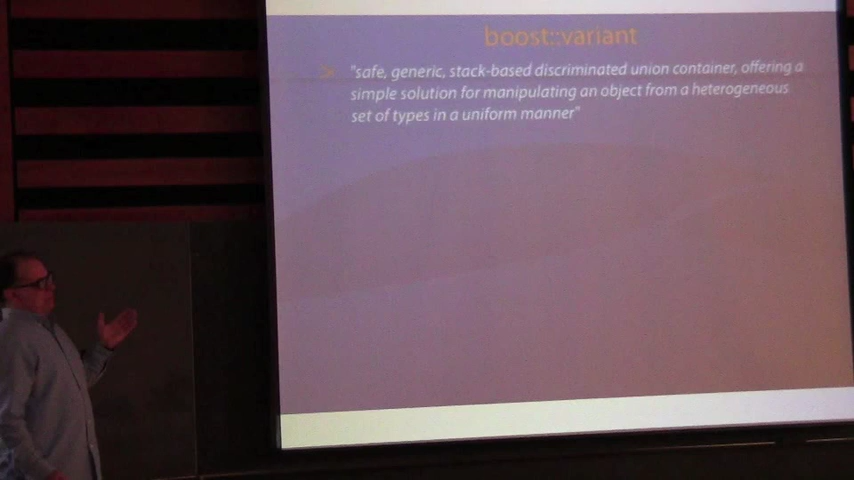 boost::variant
"safe, generic, stack-based discriminated union container, offering a
simple solution for manipulating an object from a heterogeneous
set of types in a uniform manner"